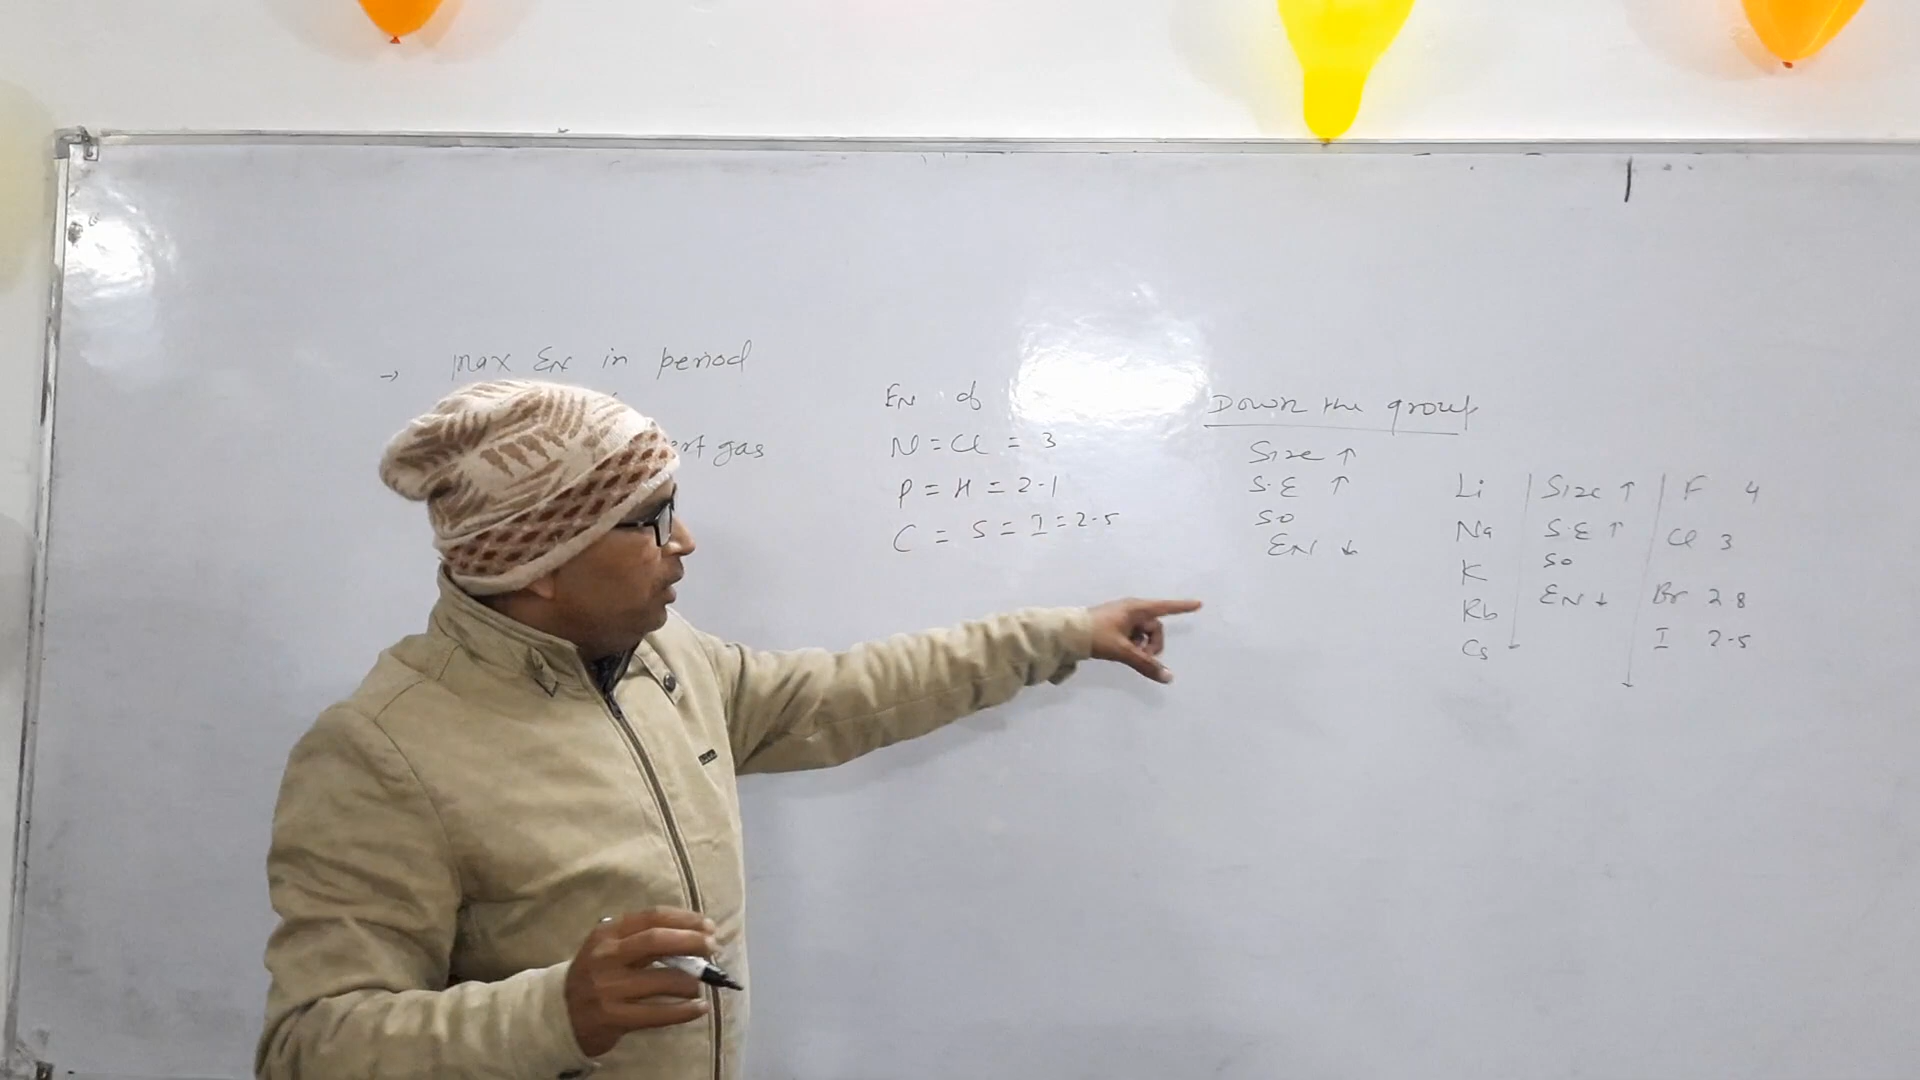 → max EN in period
ert gas
EN of
N = Cl = 3
P = H = 2.1
C = S = I = 2.5
Down the group
Size ↑
S.E ↑
so
EN ↓
Li
Na
K
Rb
Cs
Size ↑
S.E ↑
so
EN ↓
F 4
Cl 3
Br 2 8
I 2.5